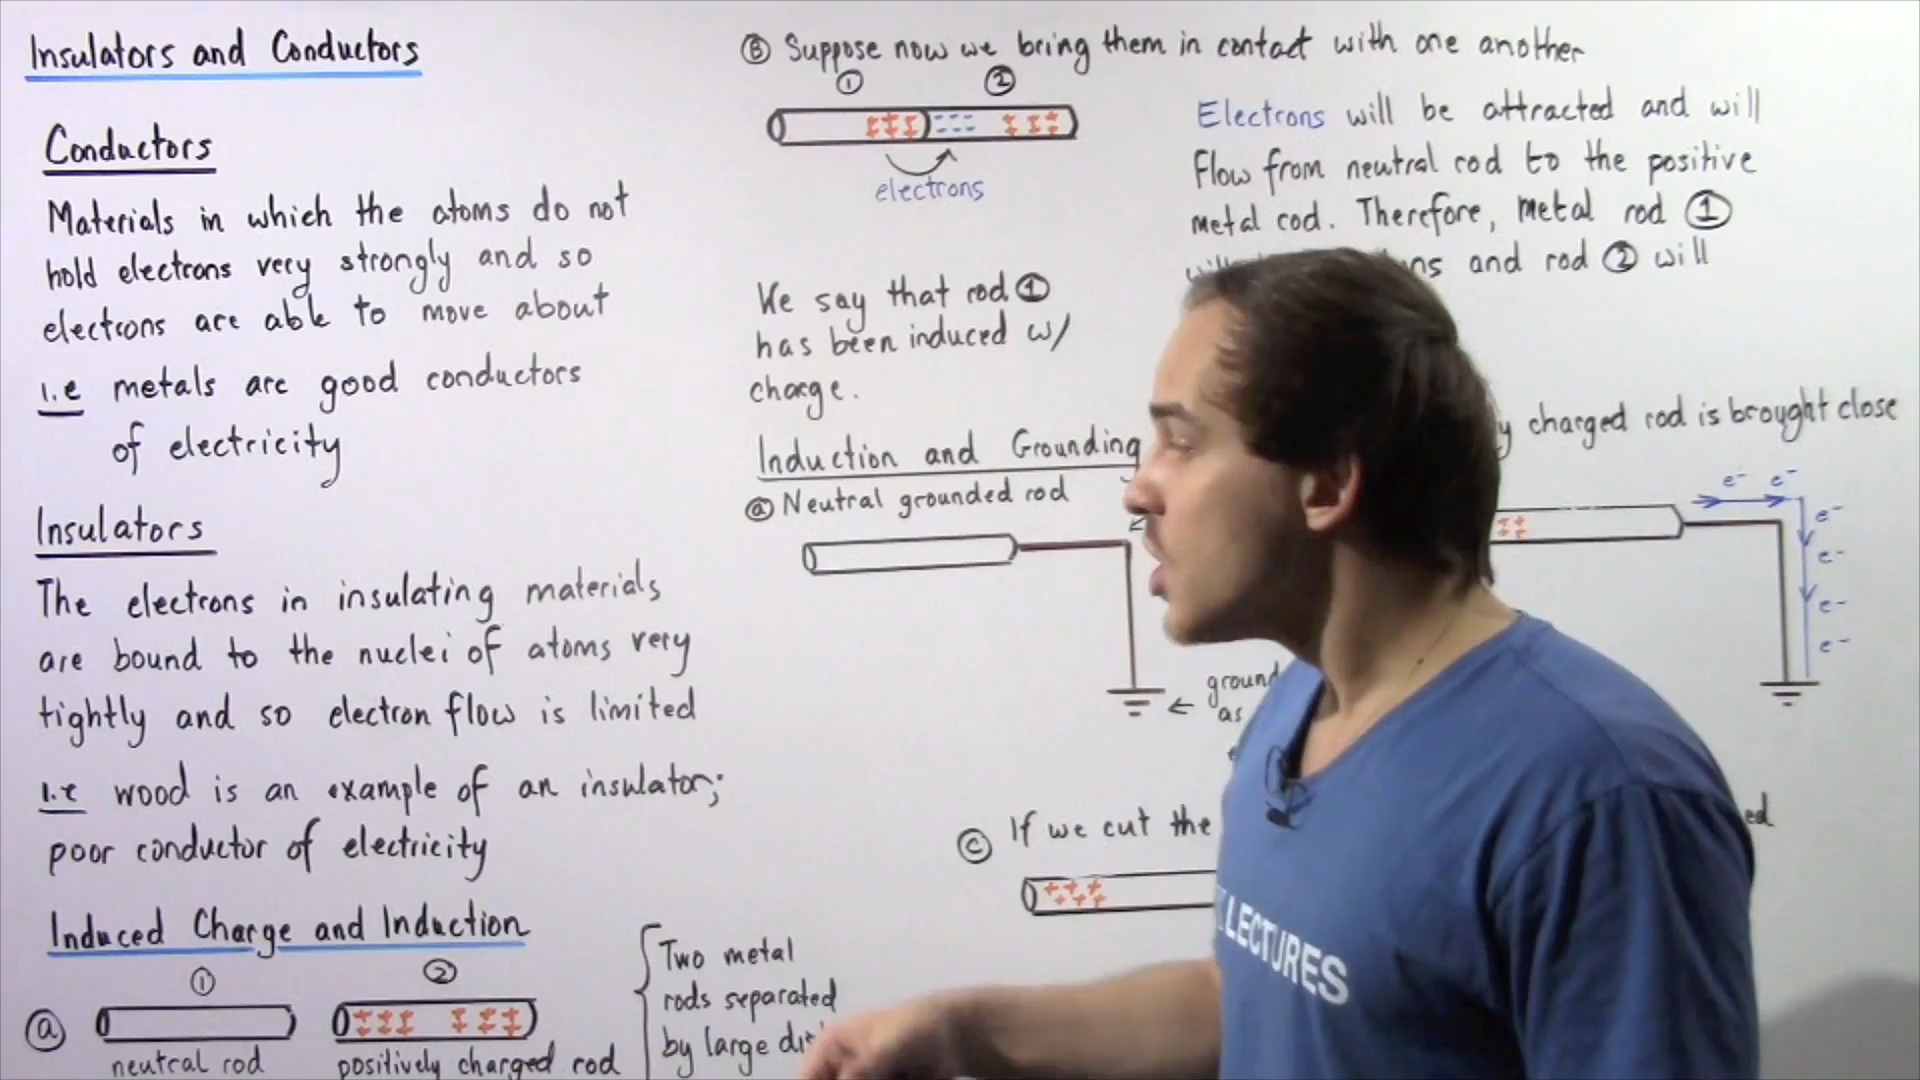 Insulators and Conductors
Conductors
Materials in which the atoms do not
hold electrons very strongly and so
electrons are able to move about
i.e metals are good conductors
of electricity
Insulators
The electrons in insulating materials
are bound to the nuclei of atoms very
tightly and so electron flow is limited
i.e wood is an example of an insulator;
poor conductor of electricity
Induced Charge and Induction
① ②
ⓐ
neutral rod positively charged rod
Two metal
rods separated
by large
Ⓑ Suppose now we bring them in contact with one another
① ②
electrons
Electrons will be attracted and will
flow from neutral rod to the positive
metal rod. Therefore, metal rod ①
and rod ② will
We say that rod ①
has been induced w/
charge.
Induction and Grounding
ⓐ Neutral grounded rod
ground
as
charged rod is brought close
e- e-
e-
e-
e-
e-
ⓒ If we cut the
LECTURES